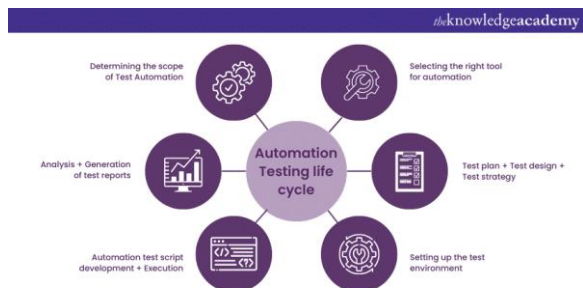 theknowledgeacademy
Determining the scope
of Test Automation
Selecting the right tool
for automation
Automation
Testing life
cycle
Analysis + Generation
of test reports
Test plan + Test design +
Test strategy
Automation test script
development + Execution
Setting up the test
environment